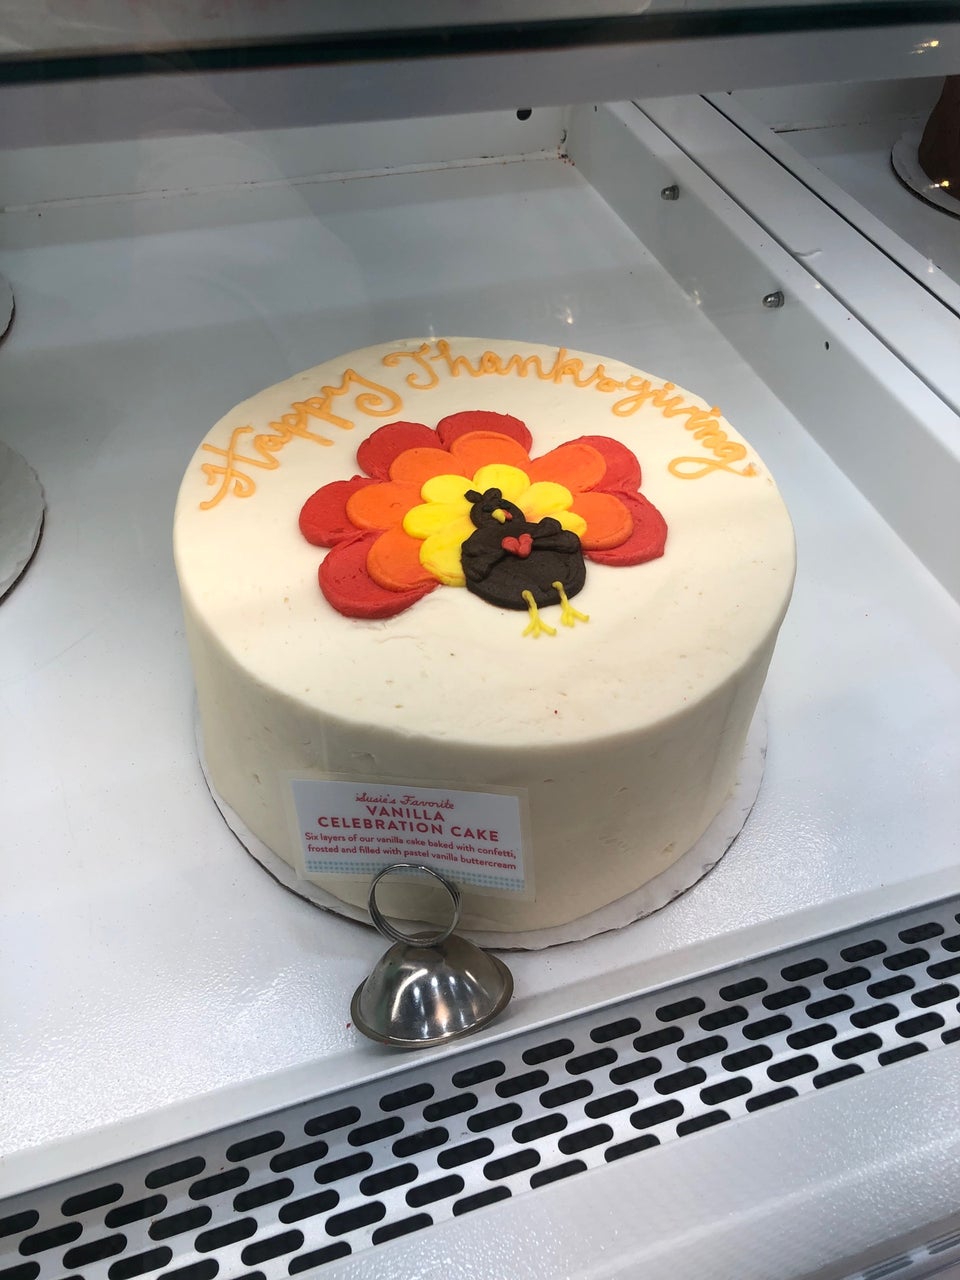 Happy Thanksgiving
Susie's Favorite
VANILLA
CELEBRATION CAKE
Six layers of our vanilla cake baked with confetti,
frosted and filled with pastel vanilla buttercream